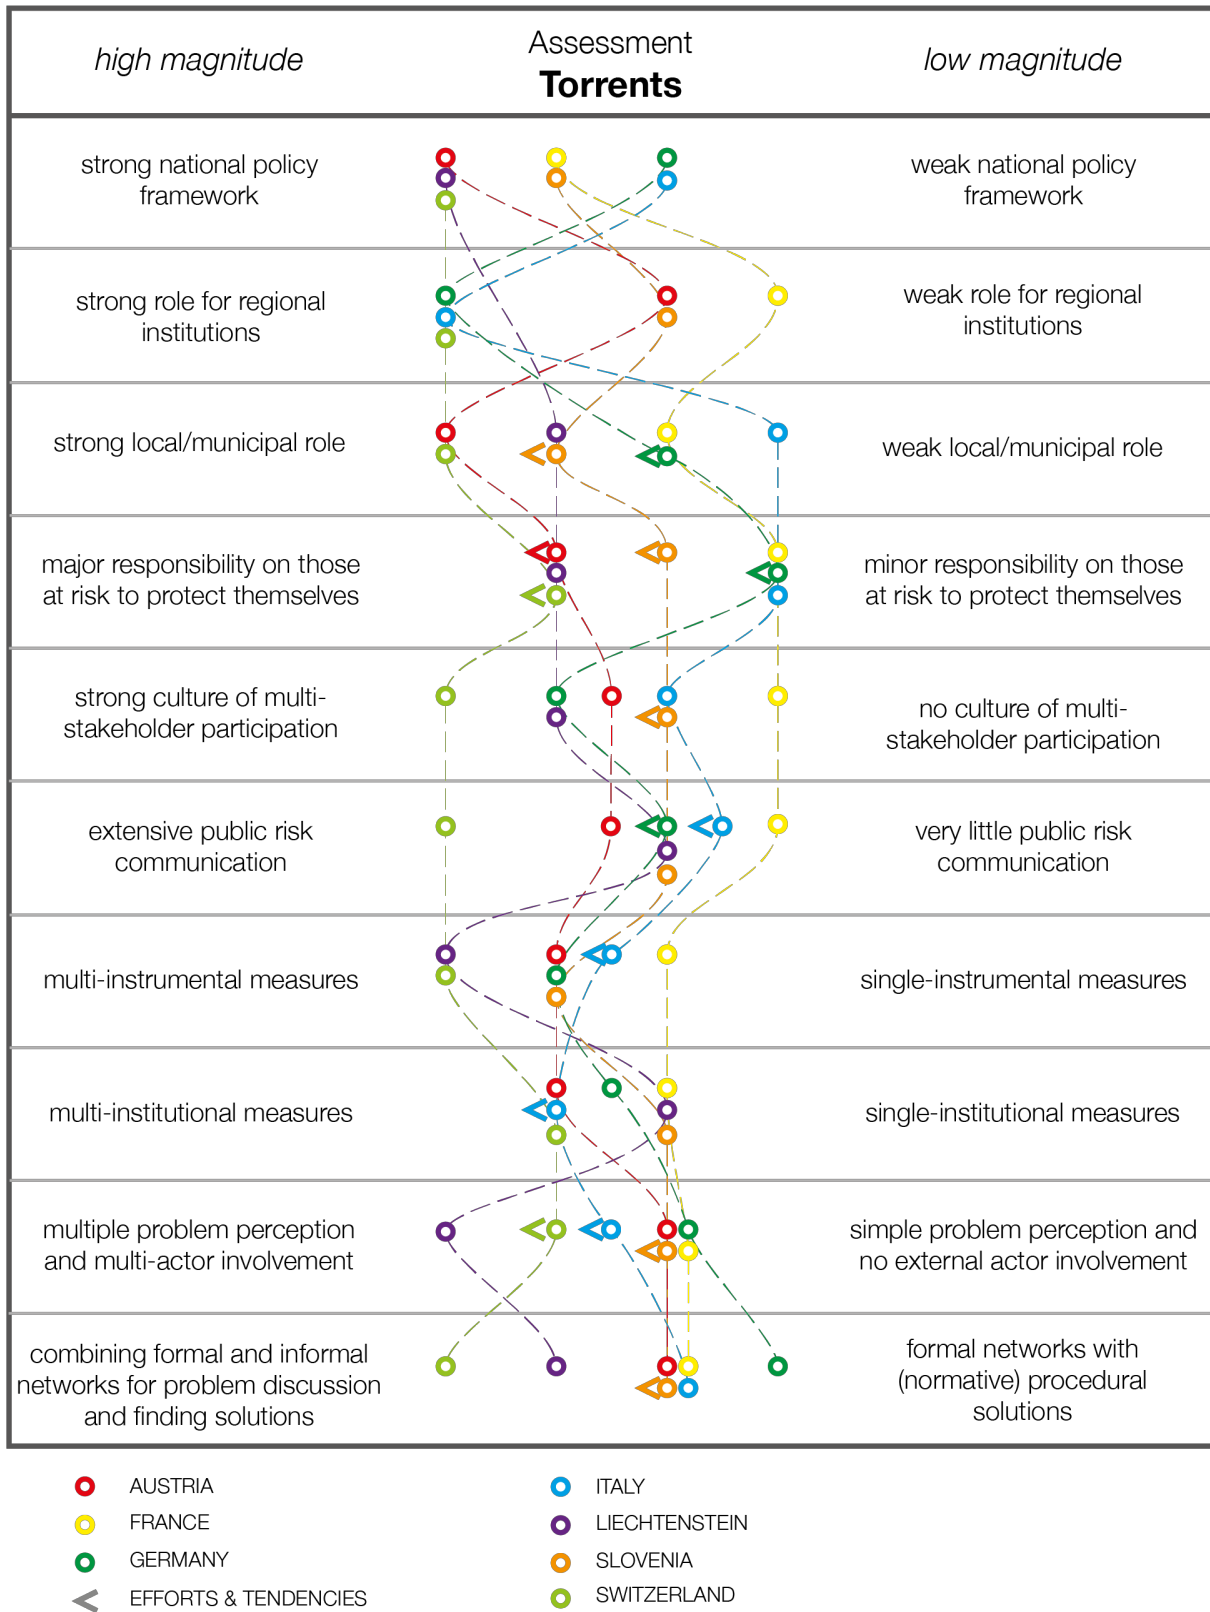 high magnitude
Assessment
Torrents
low magnitude
strong national policy
framework
weak national policy
framework
strong role for regional
institutions
weak role for regional
institutions
strong local/municipal role
weak local/municipal role
major responsibility on those
at risk to protect themselves
minor responsibility on those
at risk to protect themselves
strong culture of multi-
stakeholder participation
no culture of multi-
stakeholder participation
extensive public risk
communication
very little public risk
communication
multi-instrumental measures
single-instrumental measures
multi-institutional measures
single-institutional measures
multiple problem perception
and multi-actor involvement
simple problem perception and
no external actor involvement
combining formal and informal
networks for problem discussion
and finding solutions
formal networks with
(normative) procedural
solutions
AUSTRIA
FRANCE
GERMANY
EFFORTS & TENDENCIES
ITALY
LIECHTENSTEIN
SLOVENIA
SWITZERLAND